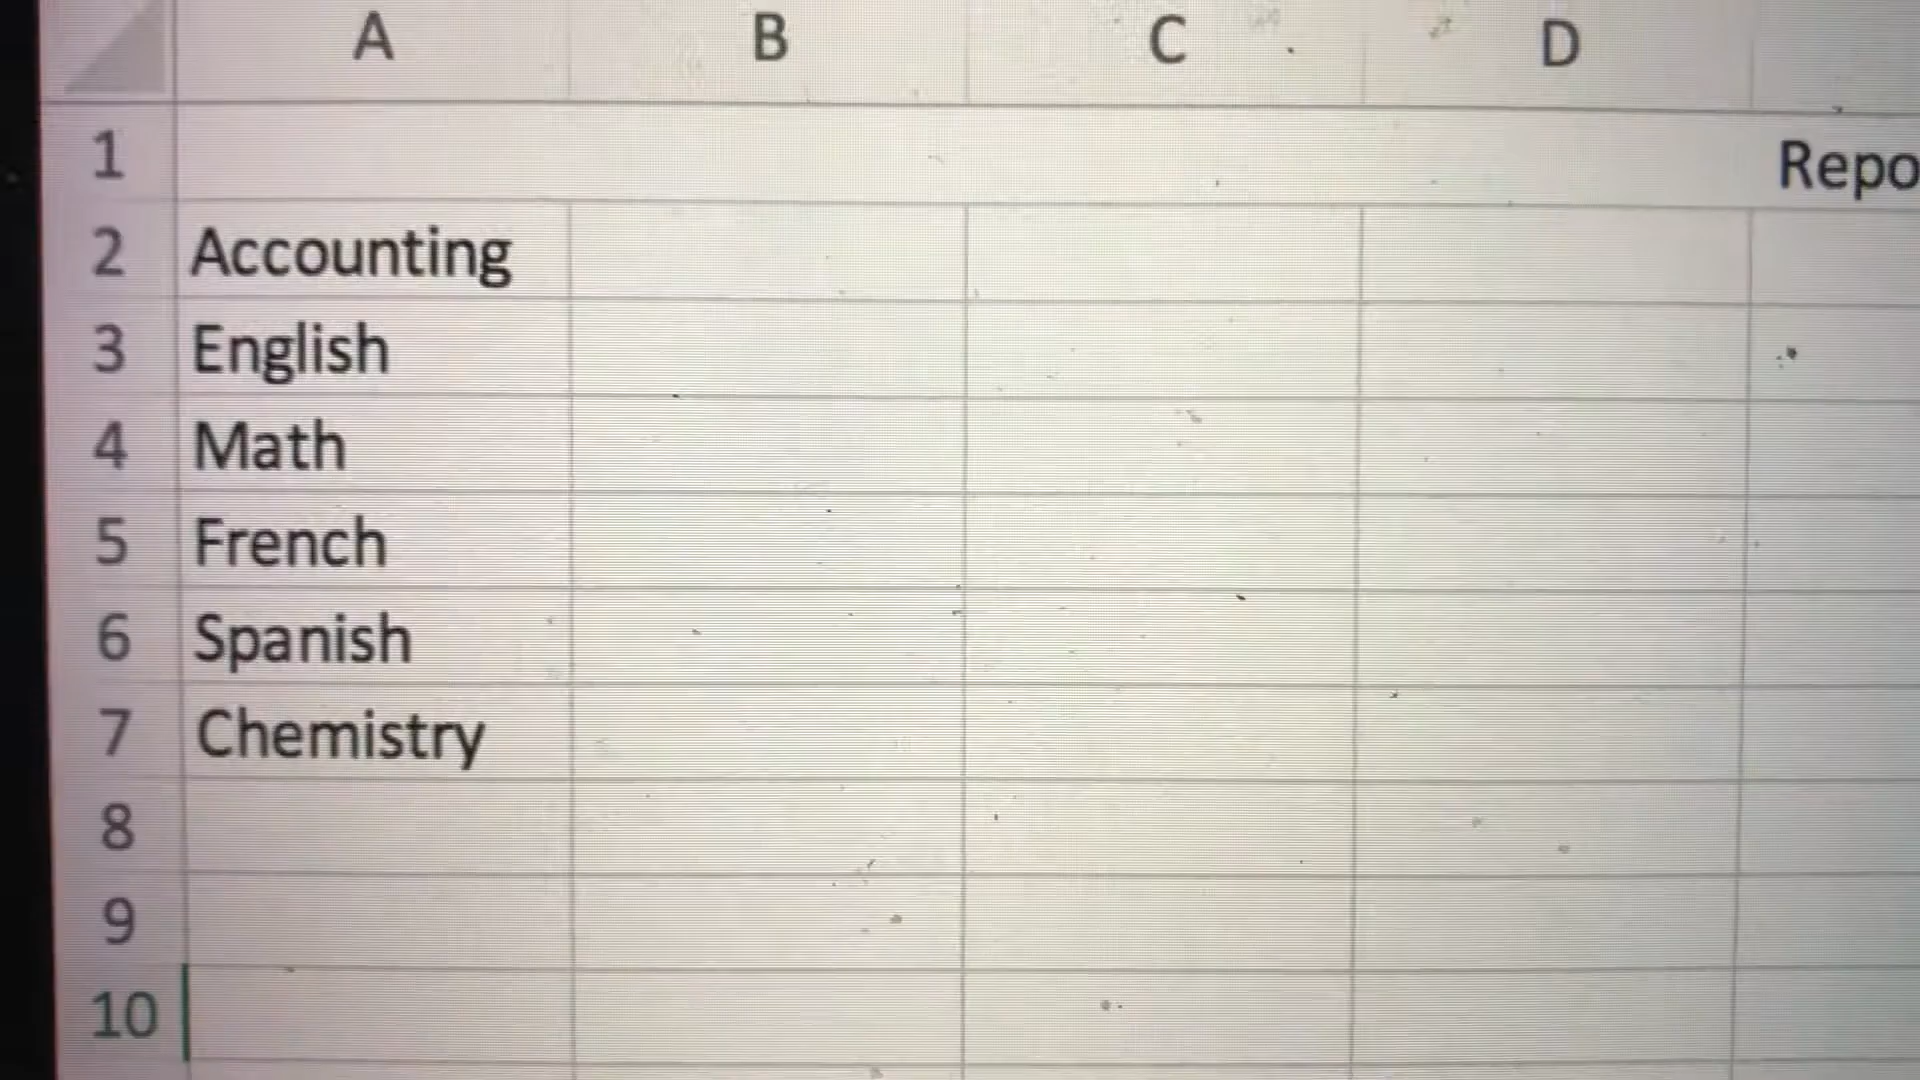 A B C D
1 Repo
2 Accounting
3 English
4 Math
5 French
6 Spanish
7 Chemistry
8
9
10